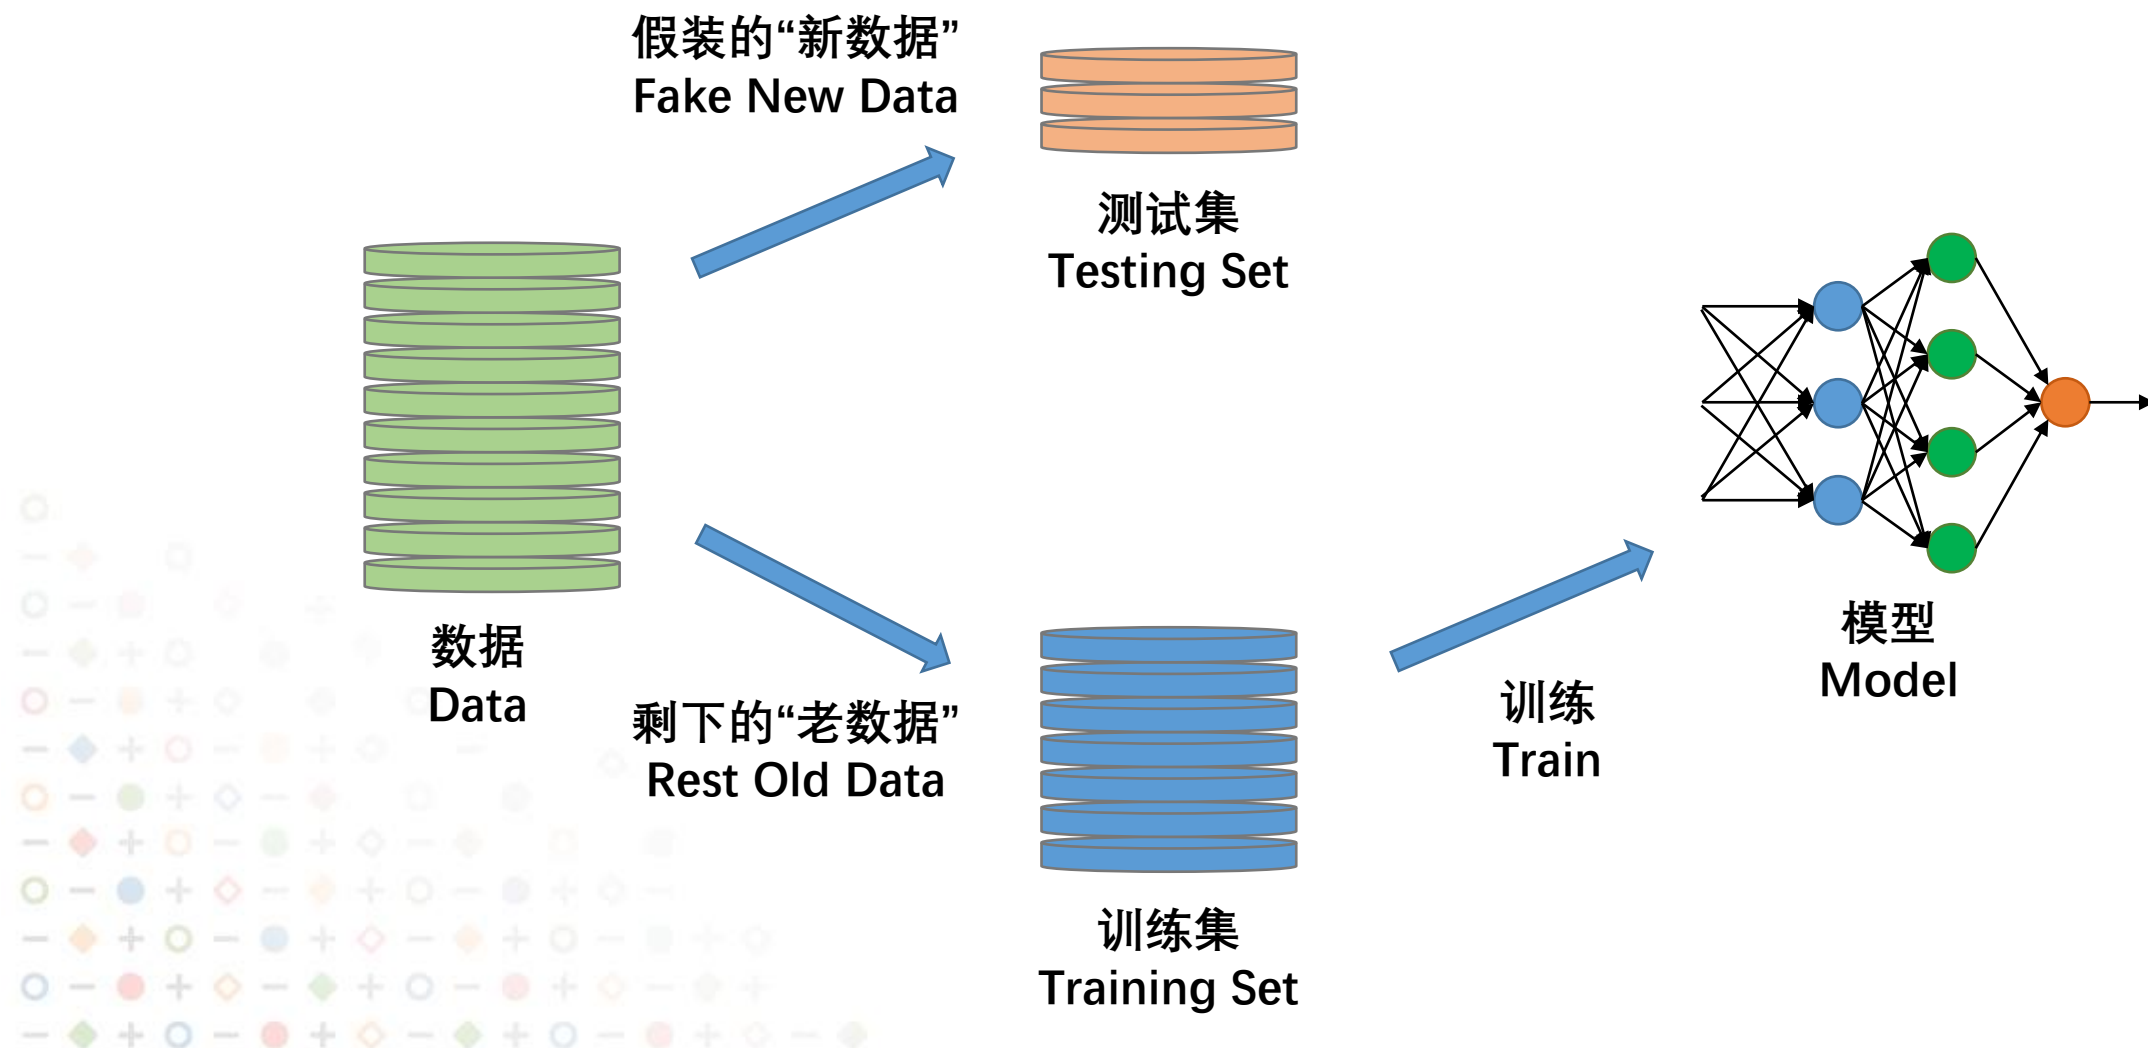 假装的“新数据”
Fake New Data
测试集
Testing Set
数据
Data
剩下的“老数据”
Rest Old Data
训练集
Training Set
训练
Train
模型
Model